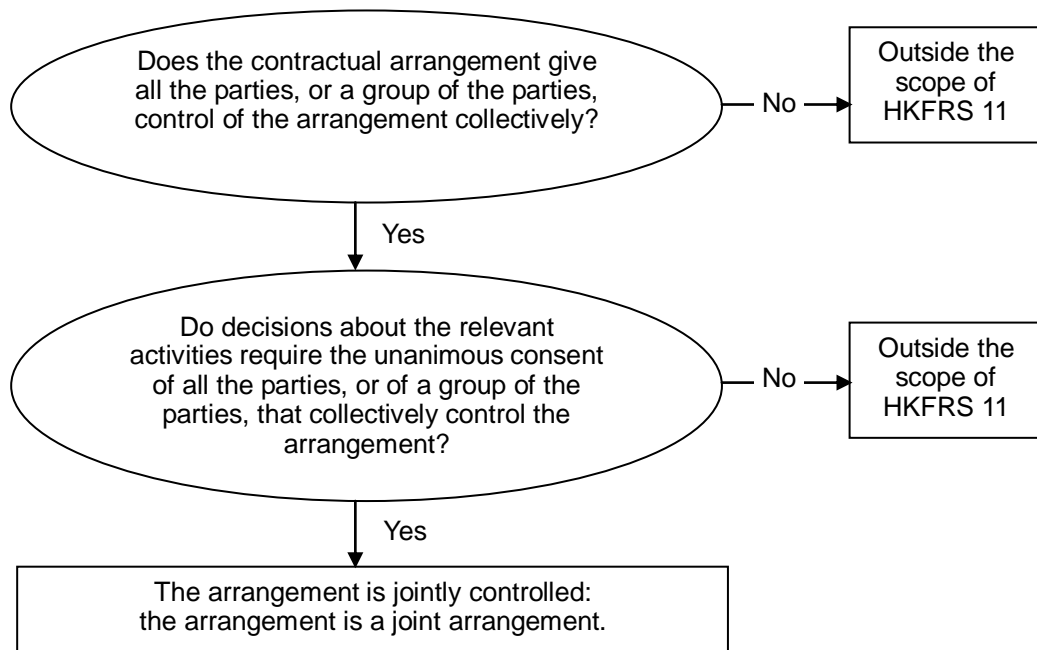 Does the contractual arrangement give
all the parties, or a group of the parties,
control of the arrangement collectively?
No
Outside the
scope of
HKFRS 11
Yes
Do decisions about the relevant
activities require the unanimous consent
of all the parties, or of a group of the
parties, that collectively control the
arrangement?
No
Outside the
scope of
HKFRS 11
Yes
The arrangement is jointly controlled:
the arrangement is a joint arrangement.